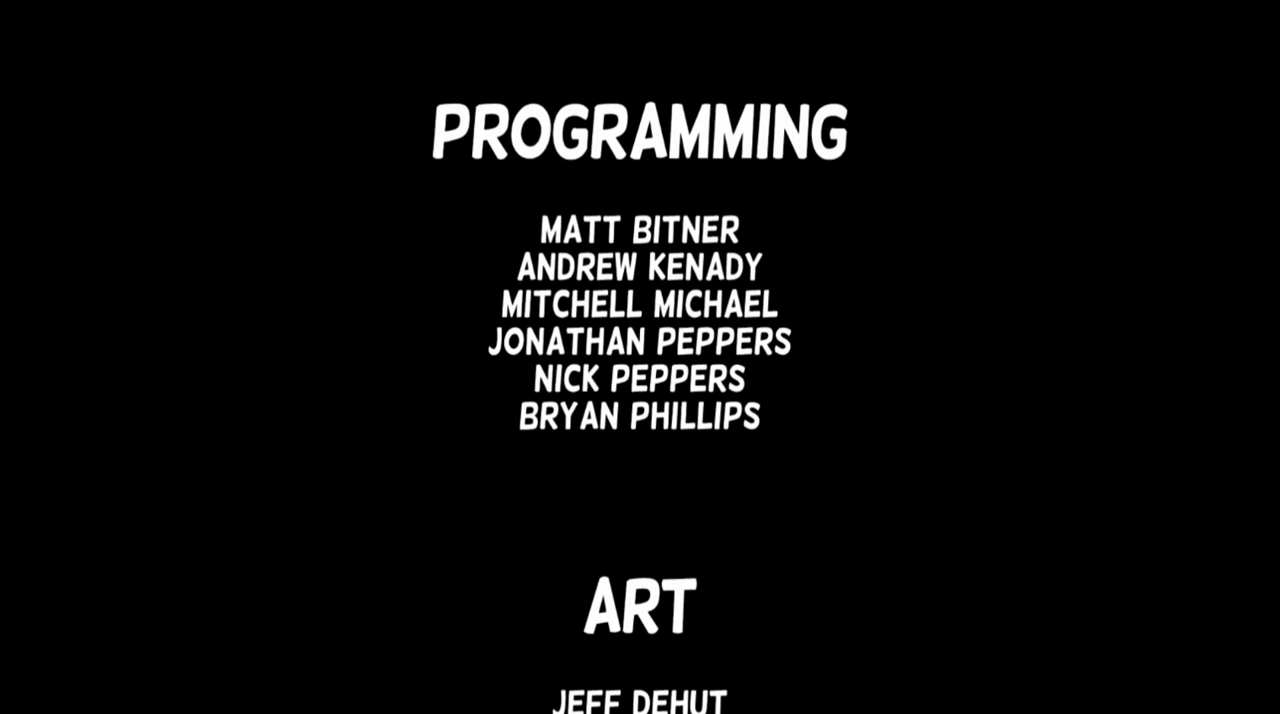 PROGRAMMING
MATT BITNER
ANDREW KENADY
MITCHELL MICHAEL
JONATHAN PEPPERS
NICK PEPPERS
BRYAN PHILLIPS
ART
JEFF DEHUT